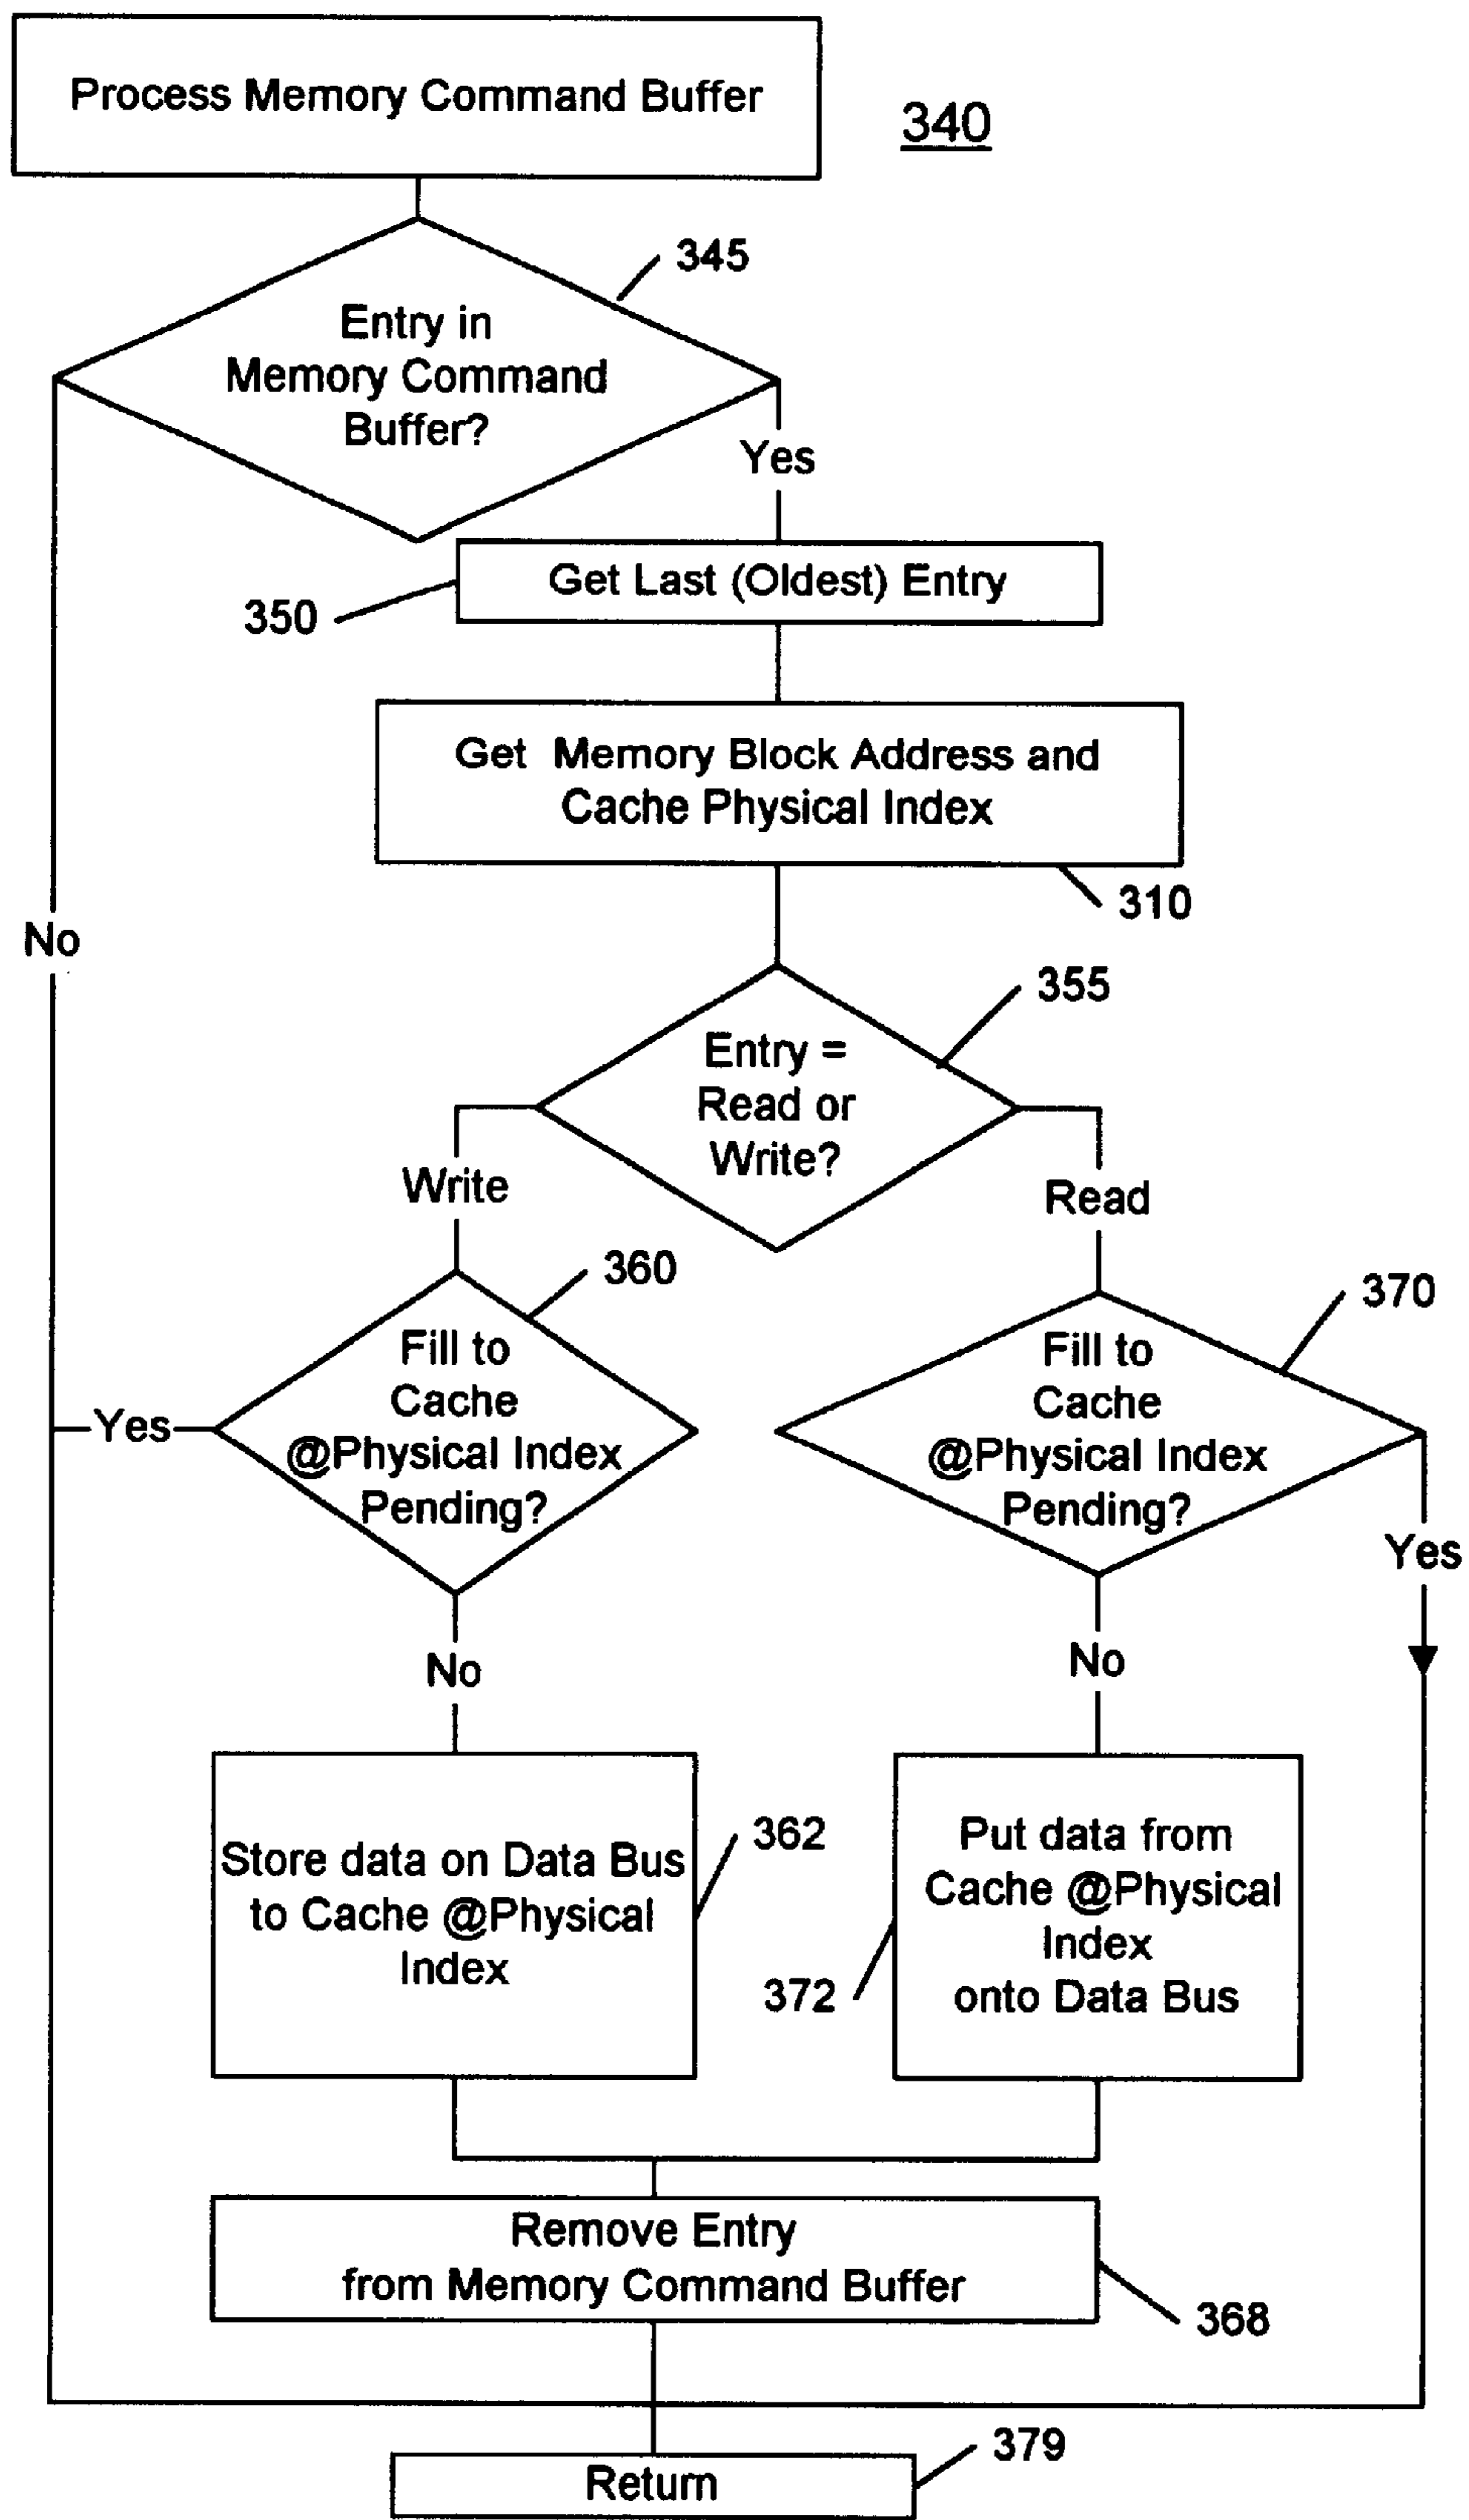 Process Memory Command Buffer
340
345
Entry in
Memory Command
Buffer?
Yes
Get Last (Oldest) Entry
350
Get Memory Block Address and
Cache Physical Index
310
No
355
Entry =
Read or
Write?
Write
Read
360
370
Fill to
Cache
@Physical Index
Pending?
Yes
Fill to
Cache
@Physical Index
Pending?
Yes
No
No
Store data on Data Bus
to Cache @Physical
Index
362
Put data from
Cache @Physical
Index
onto Data Bus
372
Remove Entry
from Memory Command Buffer
368
379
Return